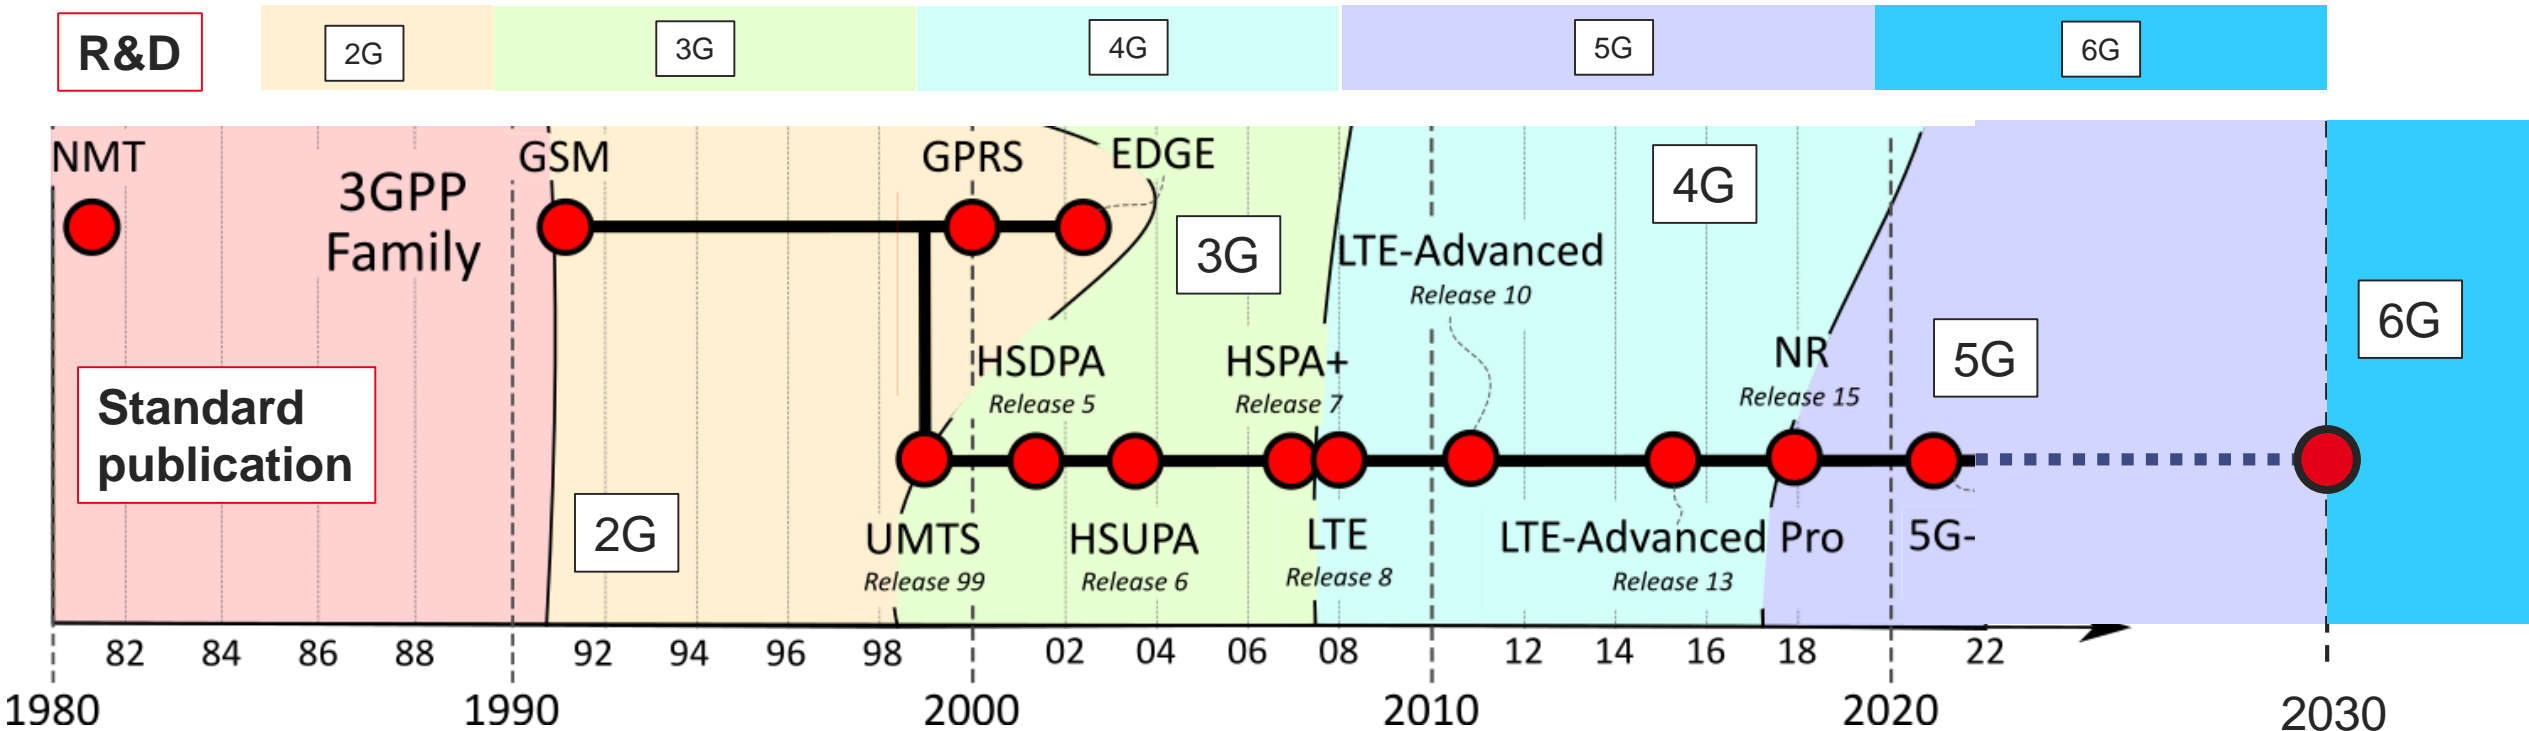 R&D
2G
3G
4G
5G
6G
NMT
3GPP
Family
GSM
GPRS
EDGE
4G
3G
LTE-Advanced
Release 10
6G
HSDPA
Release 5
HSPA+
Release 7
NR
Release 15
5G
Standard
publication
2G
UMTS
Release 99
HSUPA
Release 6
LTE
Release 8
LTE-Advanced Pro
Release 13
5G-
82 84 86 88 92 94 96 98 02 04 06 08 12 14 16 18 22
1980 1990 2000 2010 2020 2030